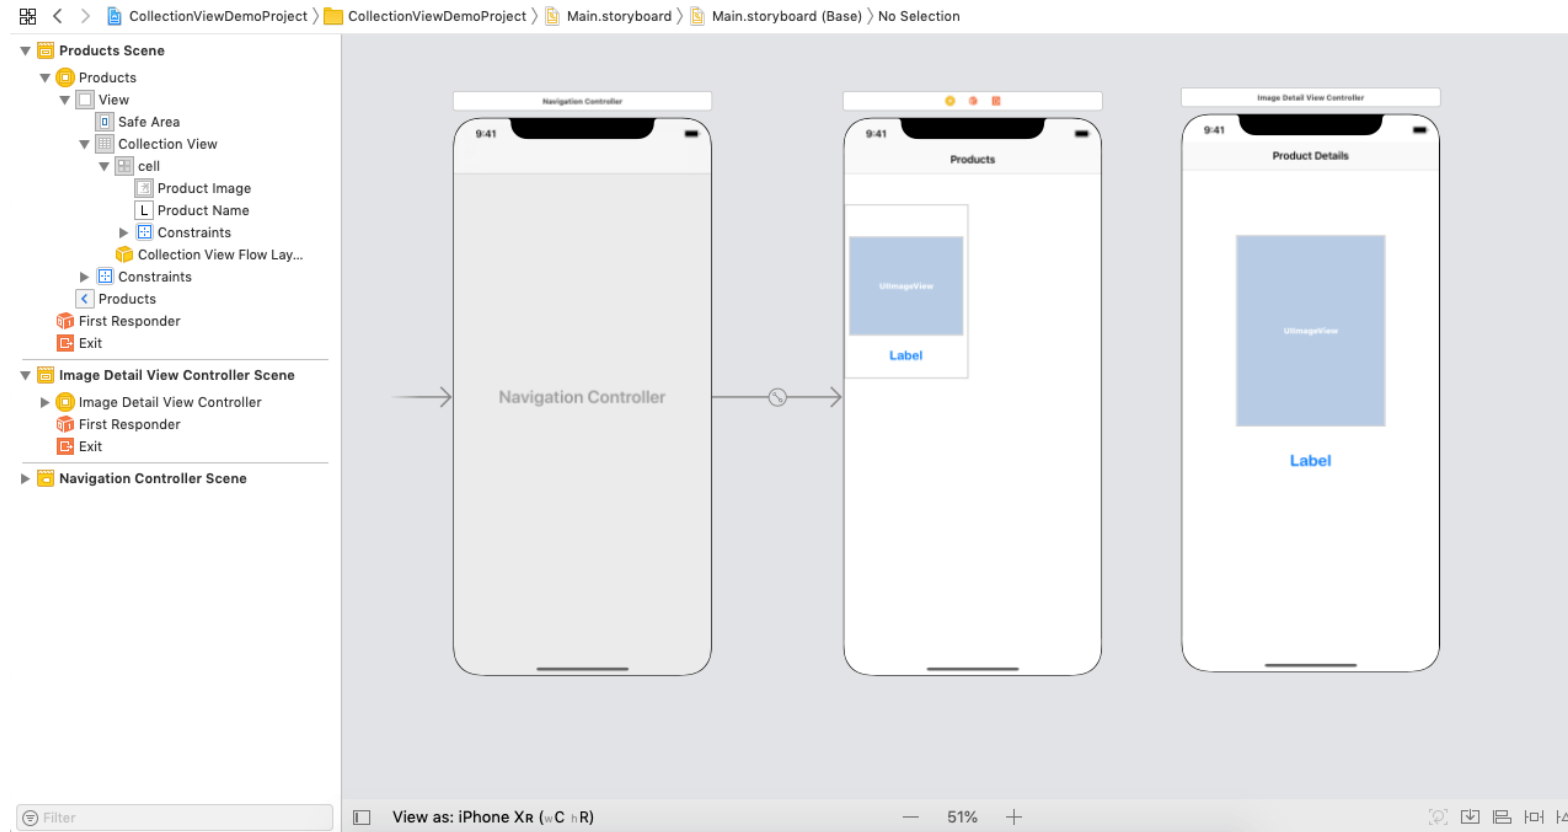 CollectionViewDemoProject 〉 CollectionViewDemoProject 〉 Main.storyboard 〉 Main.storyboard (Base) 〉 No Selection
Products Scene
Products
View
Safe Area
Collection View
cell
Product Image
L Product Name
Constraints
Collection View Flow Lay...
Constraints
Products
First Responder
Exit
Image Detail View Controller Scene
Image Detail View Controller
First Responder
Exit
Navigation Controller Scene
Filter
Navigation Controller
9:41
Navigation Controller
9:41
Products
UIImageView
Label
Image Detail View Controller
9:41
Product Details
UIImageView
Label
View as: iPhone XR (wC hR)
51%